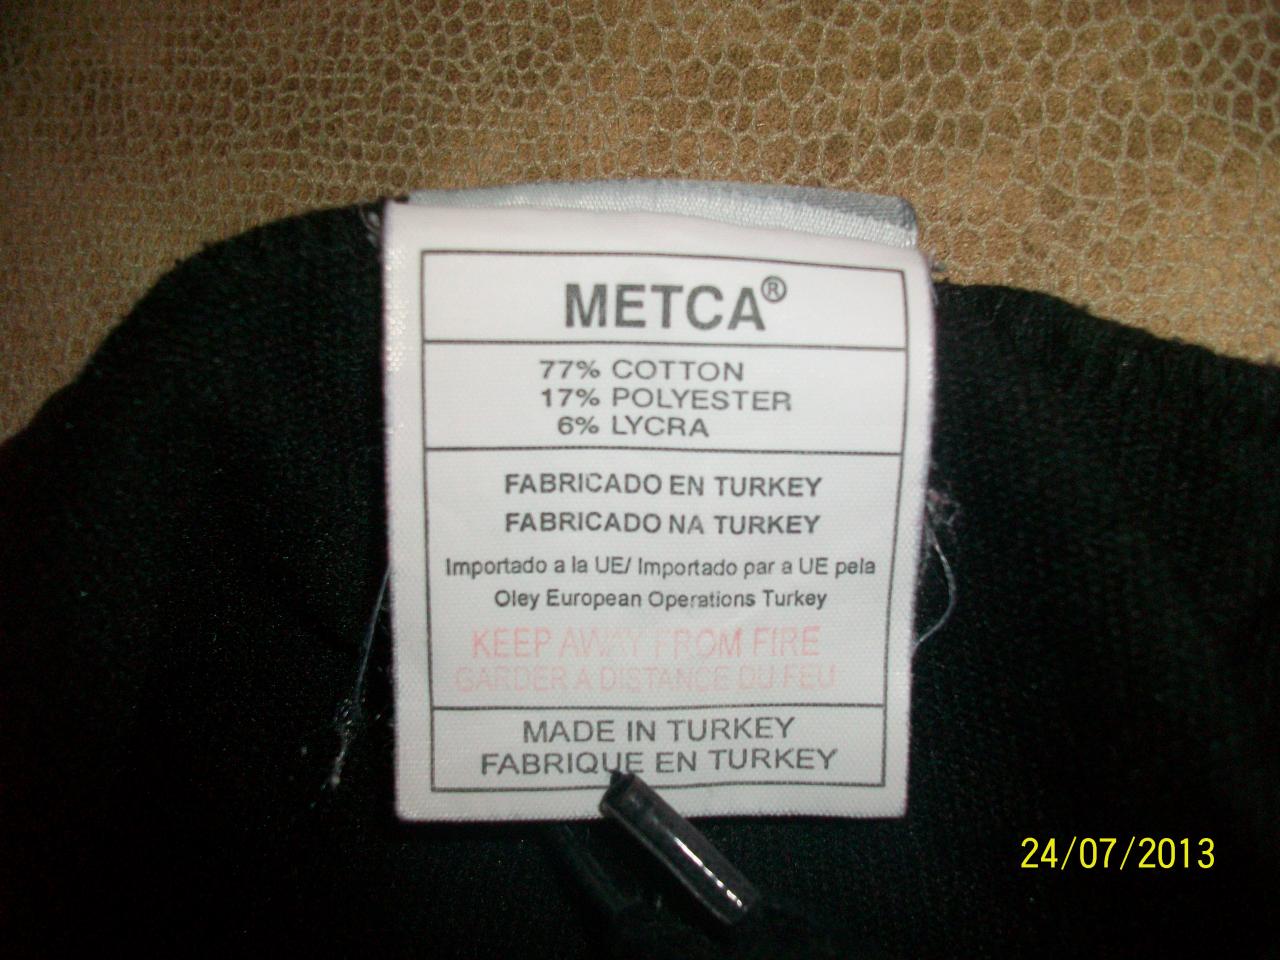 METCA®
77% COTTON
17% POLYESTER
6% LYCRA
FABRICADO EN TURKEY
FABRICADO NA TURKEY
Importado a la UE/ Importado par a UE pela
Oley European Operations Turkey
KEEP AWAY FROM FIRE
GARDER A DISTANCE DU FEU
MADE IN TURKEY
FABRIQUE EN TURKEY
24/07/2013